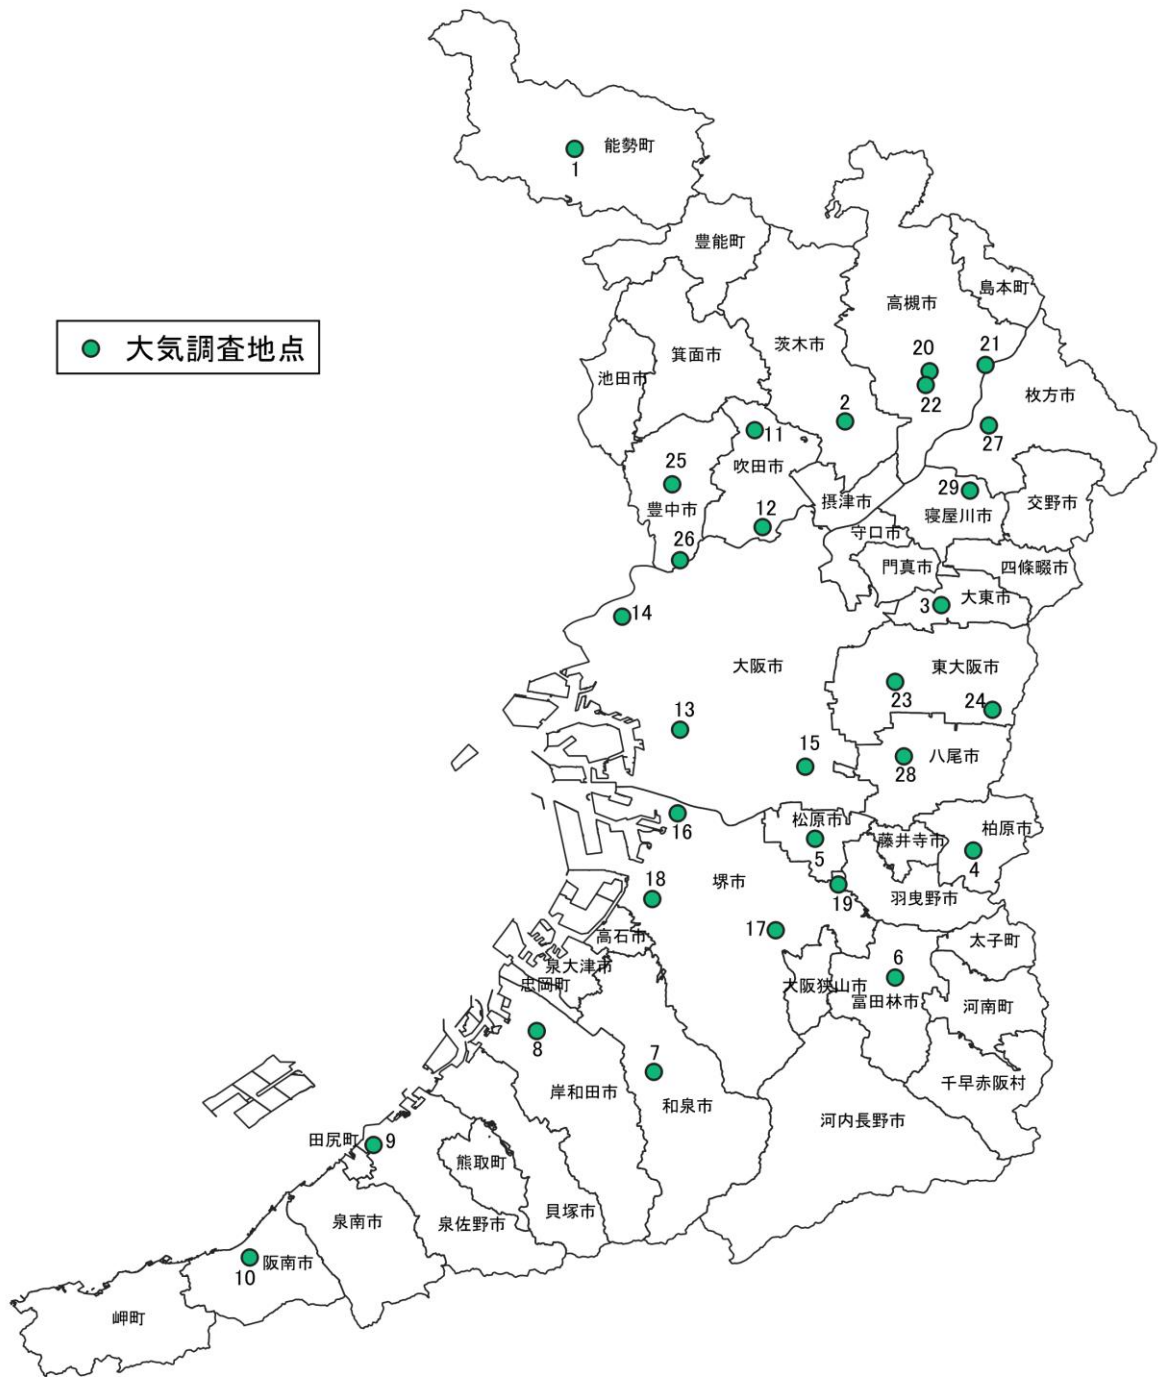 能勢町
1
豊能町
島本町
高槻市
大気調査地点
茨木市
箕面市
20
21
池田市
22
枚方市
2
27
11
吹田市
25
29
摂津市
交野市
豊中市
12
寝屋川市
守口市
26
門真市
四條畷市
大東市
3
14
大阪市
東大阪市
23
24
13
15
八尾市
28
16
松原市
柏原市
藤井寺市
5
4
堺市
18
19
羽曳野市
17
高石市
太子町
泉大津市
6
忠岡町
大阪狭山市
富田林市
河南町
8
7
千早赤阪村
岸和田市
和泉市
河内長野市
田尻町
9
熊取町
貝塚市
泉南市
泉佐野市
阪南市
10
岬町